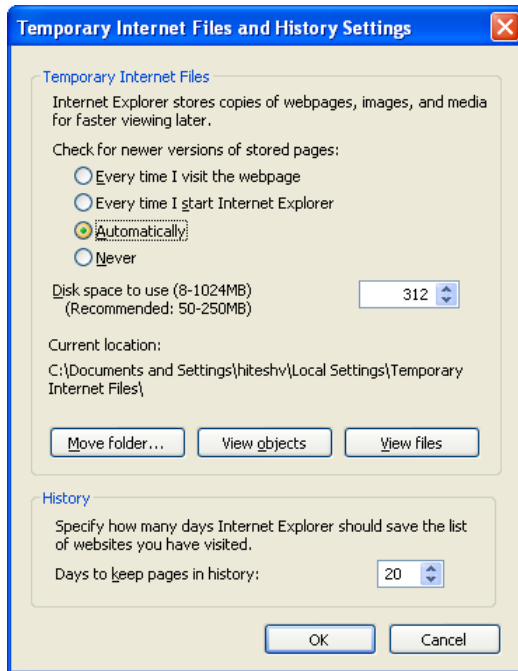 Temporary Internet Files and History Settings
Temporary Internet Files
Internet Explorer stores copies of webpages, images, and media
for faster viewing later.
Check for newer versions of stored pages:
Every time I visit the webpage
Every time I start Internet Explorer
Automatically
Never
Disk space to use (8-1024MB)
(Recommended: 50-250MB)
312
Current location:
C:\Documents and Settings\hiteshv\Local Settings\Temporary
Internet Files\
Move folder... View objects View files
History
Specify how many days Internet Explorer should save the list
of websites you have visited.
Days to keep pages in history: 20
OK Cancel